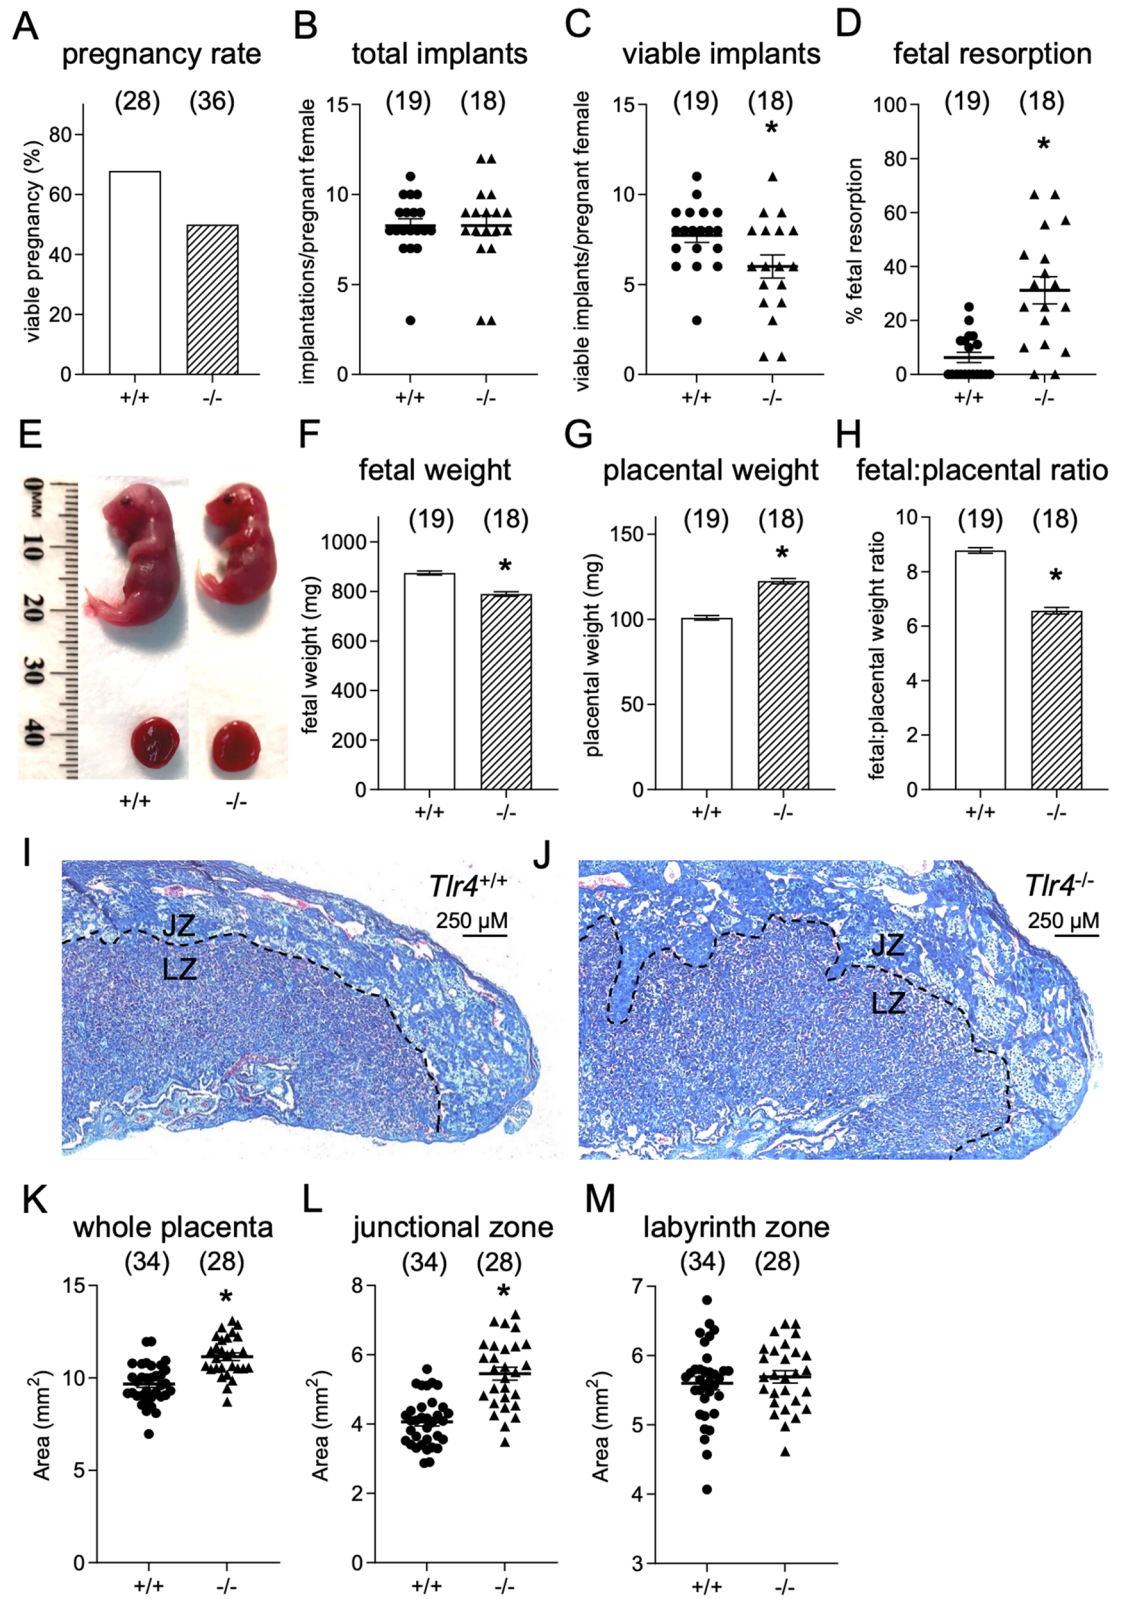 A
pregnancy rate
(28) (36)
viable pregnancy (%)
80
60
40
20
0
+/+ -/-
B
total implants
(19) (18)
implantations/pregnant female
15
10
5
0
+/+ -/-
C
viable implants
(19) (18)
*
viable implants/pregnant female
15
10
5
0
+/+ -/-
D
fetal resorption
(19) (18)
*
% fetal resorption
100
80
60
40
20
0
+/+ -/-
E
0MM
10
20
30
40
+/+ -/-
F
fetal weight
(19) (18)
*
fetal weight (mg)
1000
800
600
400
200
0
+/+ -/-
G
placental weight
(19) (18)
*
placental weight (mg)
150
100
50
0
+/+ -/-
H
fetal:placental ratio
(19) (18)
*
fetal:placental weight ratio
10
8
6
4
2
0
+/+ -/-
I
Tlr4+/+
250 µM
JZ
LZ
J
Tlr4-/-
250 µM
JZ
LZ
K
whole placenta
(34) (28)
*
Area (mm2)
15
10
5
0
+/+ -/-
L
junctional zone
(34) (28)
*
Area (mm2)
8
6
4
2
0
+/+ -/-
M
labyrinth zone
(34) (28)
Area (mm2)
7
6
5
4
3
+/+ -/-